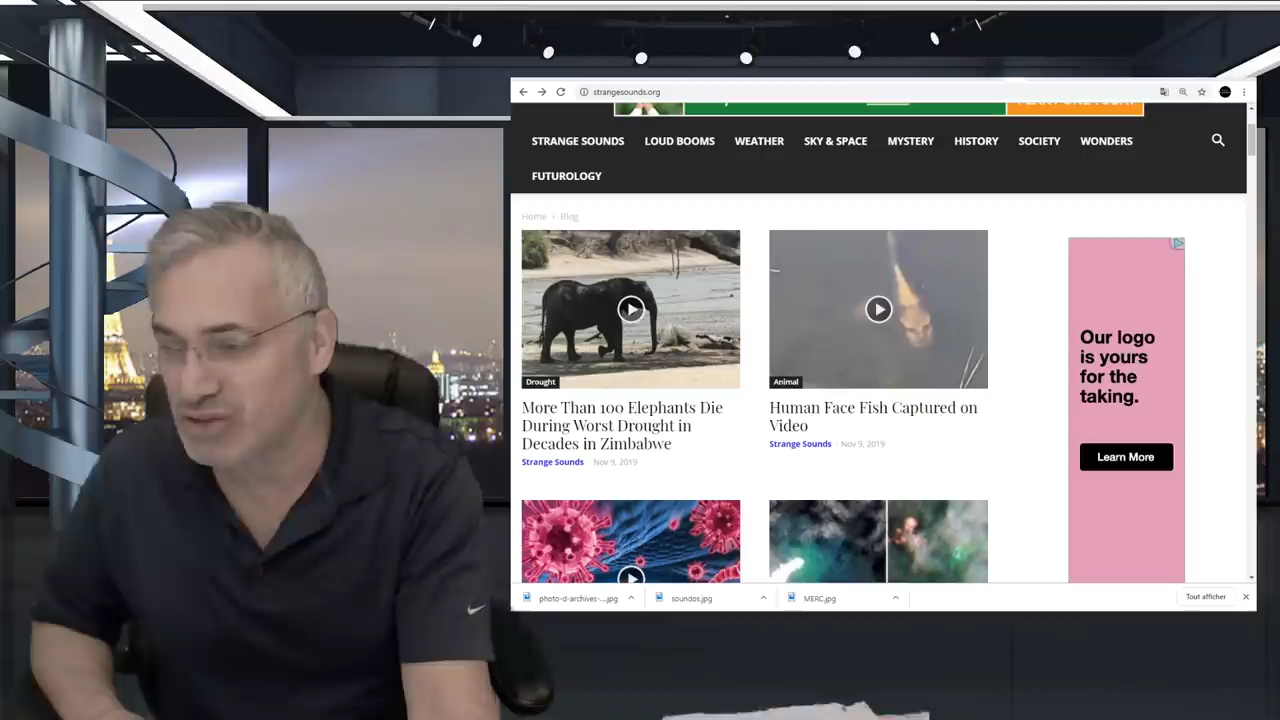 strangesounds.org
STRANGE SOUNDS LOUD BOOMS WEATHER SKY & SPACE MYSTERY HISTORY SOCIETY WONDERS
FUTUROLOGY
Home › Blog
Drought
More Than 100 Elephants Die
During Worst Drought in
Decades in Zimbabwe
Strange Sounds - Nov 9, 2019
Animal
Human Face Fish Captured on
Video
Strange Sounds - Nov 9, 2019
Our logo
is yours
for the
taking.
Learn More
photo-d-archives-....jpg
soundos.jpg
MERC.jpg
Tout afficher